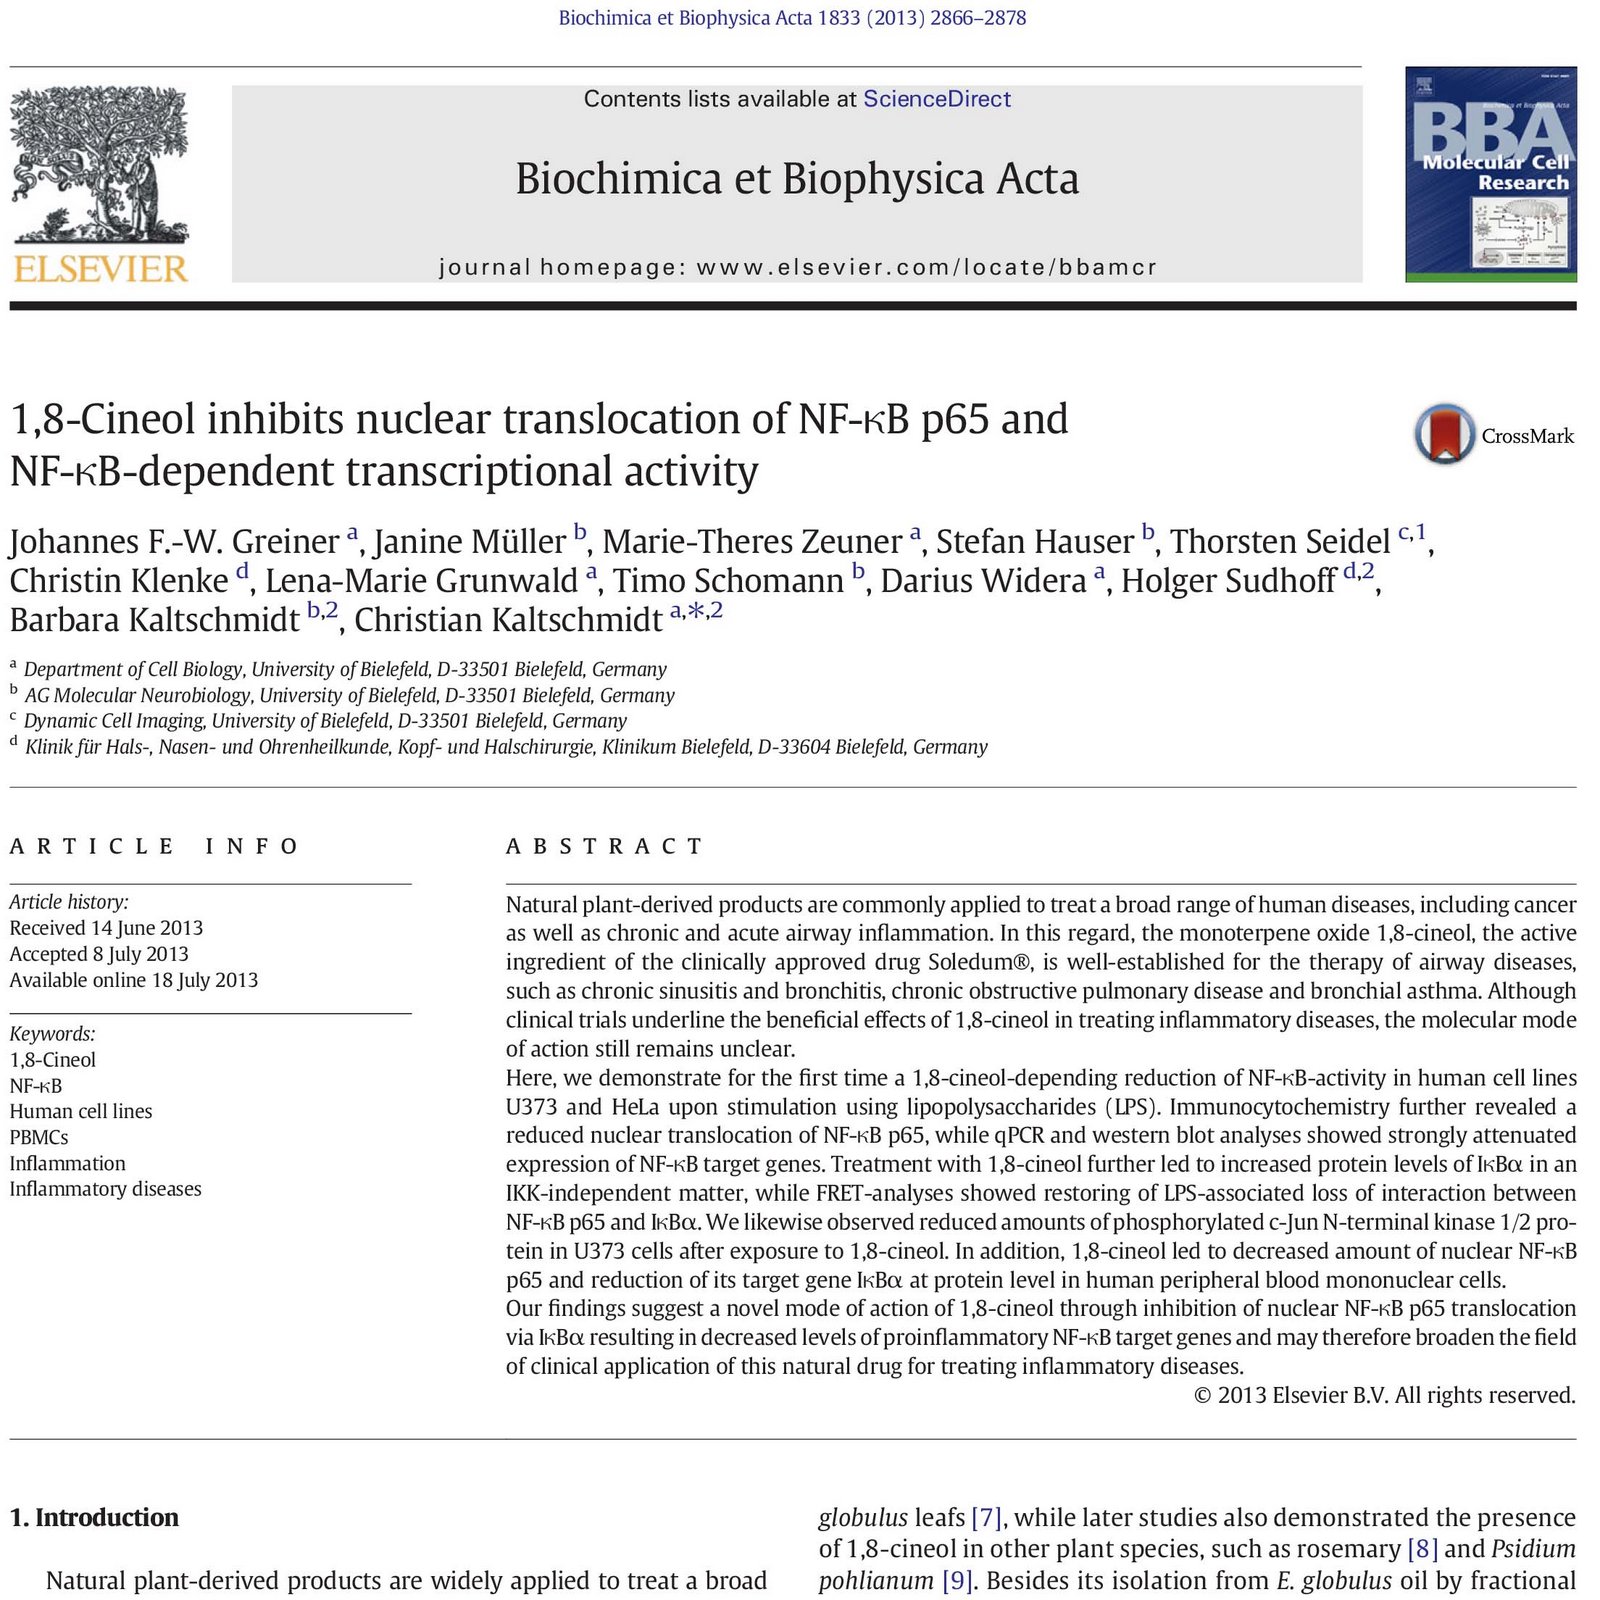 Biochimica et Biophysica Acta 1833 (2013) 2866–2878
Contents lists available at ScienceDirect
Biochimica et Biophysica Acta
journal homepage: www.elsevier.com/locate/bbamcr
ELSEVIER
Biochimica et Biophysica Acta
BBA
Molecular Cell
Research
1,8-Cineol inhibits nuclear translocation of NF-κB p65 and
NF-κB-dependent transcriptional activity
CrossMark
Johannes F.-W. Greiner a, Janine Müller b, Marie-Theres Zeuner a, Stefan Hauser b, Thorsten Seidel c,1,
Christin Klenke d, Lena-Marie Grunwald a, Timo Schomann b, Darius Widera a, Holger Sudhoff d,2,
Barbara Kaltschmidt b,2, Christian Kaltschmidt a,*,2
a Department of Cell Biology, University of Bielefeld, D-33501 Bielefeld, Germany
b AG Molecular Neurobiology, University of Bielefeld, D-33501 Bielefeld, Germany
c Dynamic Cell Imaging, University of Bielefeld, D-33501 Bielefeld, Germany
d Klinik für Hals-, Nasen- und Ohrenheilkunde, Kopf- und Halschirurgie, Klinikum Bielefeld, D-33604 Bielefeld, Germany
ARTICLE INFO
Article history:
Received 14 June 2013
Accepted 8 July 2013
Available online 18 July 2013
Keywords:
1,8-Cineol
NF-κB
Human cell lines
PBMCs
Inflammation
Inflammatory diseases
ABSTRACT
Natural plant-derived products are commonly applied to treat a broad range of human diseases, including cancer
as well as chronic and acute airway inflammation. In this regard, the monoterpene oxide 1,8-cineol, the active
ingredient of the clinically approved drug Soledum®, is well-established for the therapy of airway diseases,
such as chronic sinusitis and bronchitis, chronic obstructive pulmonary disease and bronchial asthma. Although
clinical trials underline the beneficial effects of 1,8-cineol in treating inflammatory diseases, the molecular mode
of action still remains unclear.
Here, we demonstrate for the first time a 1,8-cineol-depending reduction of NF-κB-activity in human cell lines
U373 and HeLa upon stimulation using lipopolysaccharides (LPS). Immunocytochemistry further revealed a
reduced nuclear translocation of NF-κB p65, while qPCR and western blot analyses showed strongly attenuated
expression of NF-κB target genes. Treatment with 1,8-cineol further led to increased protein levels of IκBα in an
IKK-independent matter, while FRET-analyses showed restoring of LPS-associated loss of interaction between
NF-κB p65 and IκBα. We likewise observed reduced amounts of phosphorylated c-Jun N-terminal kinase 1/2 pro-
tein in U373 cells after exposure to 1,8-cineol. In addition, 1,8-cineol led to decreased amount of nuclear NF-κB
p65 and reduction of its target gene IκBα at protein level in human peripheral blood mononuclear cells.
Our findings suggest a novel mode of action of 1,8-cineol through inhibition of nuclear NF-κB p65 translocation
via IκBα resulting in decreased levels of proinflammatory NF-κB target genes and may therefore broaden the field
of clinical application of this natural drug for treating inflammatory diseases.
© 2013 Elsevier B.V. All rights reserved.
1. Introduction
Natural plant-derived products are widely applied to treat a broad
globulus leafs [7], while later studies also demonstrated the presence
of 1,8-cineol in other plant species, such as rosemary [8] and Psidium
pohlianum [9]. Besides its isolation from E. globulus oil by fractional